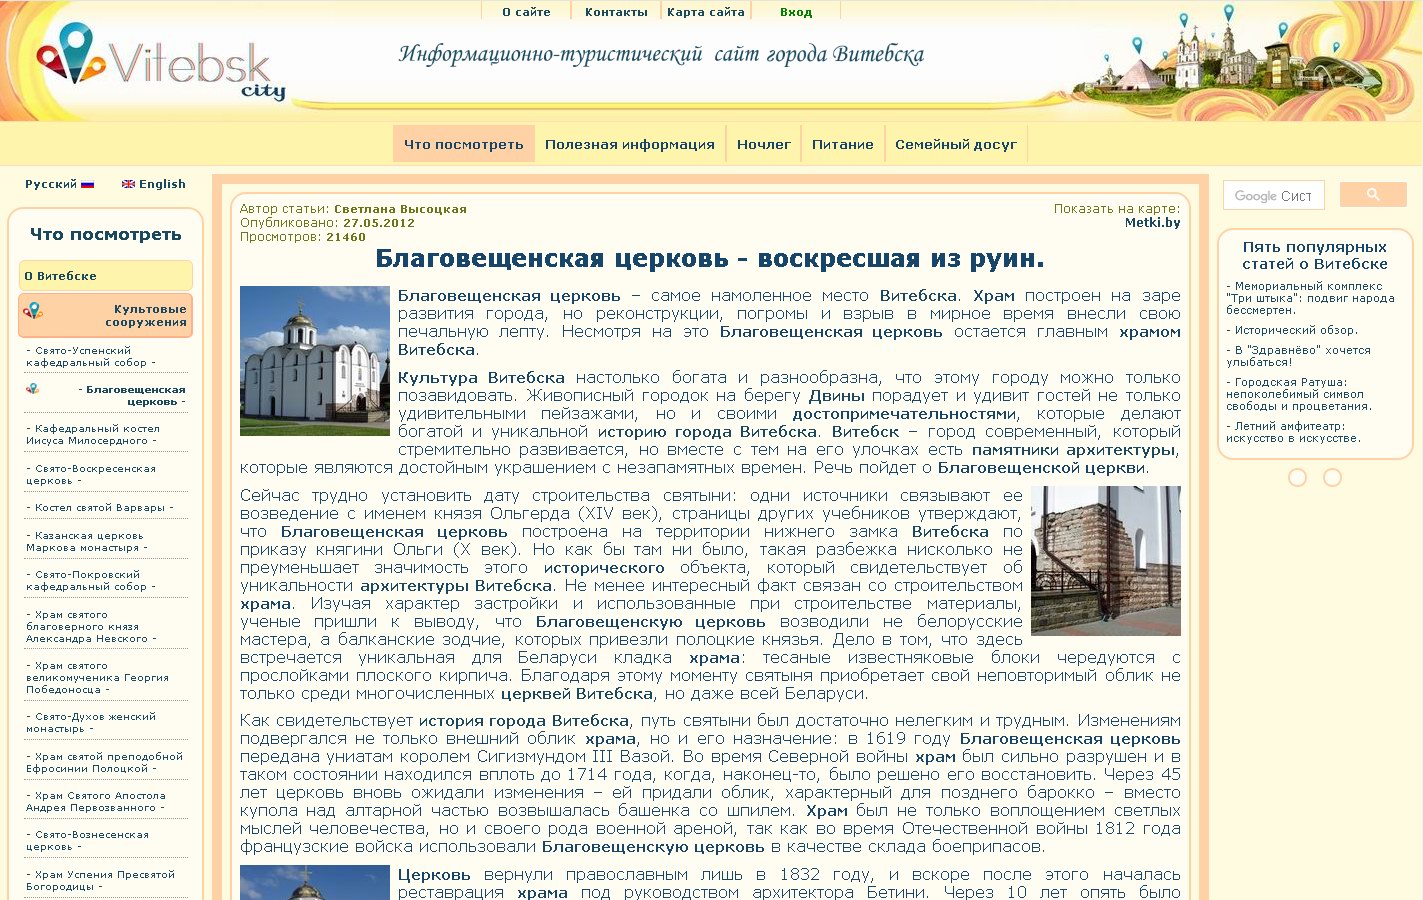 О сайте
Контакты
Карта сайта
Вход
Vitebsk
city
Информационно-туристический сайт города Витебска
Что посмотреть
Полезная информация
Ночлег
Питание
Семейный досуг
Русский
English
Что посмотреть
О Витебске
Культовые
сооружения
- Свято-Успенский
кафедральный собор -
- Благовещенская
церковь -
- Кафедральный костел
Иисуса Милосердного -
- Свято-Воскресенская
церковь -
- Костел святой Варвары -
- Казанская церковь
Маркова монастыря -
- Свято-Покровский
кафедральный собор -
- Храм святого
благоверного князя
Александра Невского -
- Храм святого
великомученика Георгия
Победоносца -
- Свято-Духов женский
монастырь -
- Храм святой преподобной
Ефросинии Полоцкой -
- Храм Святого Апостола
Андрея Первозванного -
- Свято-Вознесенская
церковь -
- Храм Успения Пресвятой
Богородицы -
Автор статьи: Светлана Высоцкая
Опубликовано: 27.05.2012
Просмотров: 21460
Показать на карте:
Metki.by
Благовещенская церковь - воскресшая из руин.
Благовещенская церковь – самое намоленное место Витебска. Храм построен на заре
развития города, но реконструкции, погромы и взрыв в мирное время внесли свою
печальную лепту. Несмотря на это Благовещенская церковь остается главным храмом
Витебска.
Культура Витебска настолько богата и разнообразна, что этому городу можно только
позавидовать. Живописный городок на берегу Двины порадует и удивит гостей не только
удивительными пейзажами, но и своими достопримечательностями, которые делают
богатой и уникальной историю города Витебска. Витебск – город современный, который
стремительно развивается, но вместе с тем на его улочках есть памятники архитектуры,
которые являются достойным украшением с незапамятных времен. Речь пойдет о Благовещенской церкви.
Сейчас трудно установить дату строительства святыни: одни источники связывают ее
возведение с именем князя Ольгерда (XIV век), страницы других учебников утверждают,
что Благовещенская церковь построена на территории нижнего замка Витебска по
приказу княгини Ольги (X век). Но как бы там ни было, такая разбежка нисколько не
преуменьшает значимость этого исторического объекта, который свидетельствует об
уникальности архитектуры Витебска. Не менее интересный факт связан со строительством
храма. Изучая характер застройки и использованные при строительстве материалы,
ученые пришли к выводу, что Благовещенскую церковь возводили не белорусские
мастера, а балканские зодчие, которых привезли полоцкие князья. Дело в том, что здесь
встречается уникальная для Беларуси кладка храма: тесаные известняковые блоки чередуются с
прослойками плоского кирпича. Благодаря этому моменту святыня приобретает свой неповторимый облик не
только среди многочисленных церквей Витебска, но даже всей Беларуси.
Как свидетельствует история города Витебска, путь святыни был достаточно нелегким и трудным. Изменениям
подвергался не только внешний облик храма, но и его назначение: в 1619 году Благовещенская церковь
передана униатам королем Сигизмундом III Вазой. Во время Северной войны храм был сильно разрушен и в
таком состоянии находился вплоть до 1714 года, когда, наконец-то, было решено его восстановить. Через 45
лет церковь вновь ожидали изменения – ей придали облик, характерный для позднего барокко – вместо
купола над алтарной частью возвышалась башенка со шпилем. Храм был не только воплощением светлых
мыслей человечества, но и своего рода военной ареной, так как во время Отечественной войны 1812 года
французские войска использовали Благовещенскую церковь в качестве склада боеприпасов.
Церковь вернули православным лишь в 1832 году, и вскоре после этого началась
реставрация храма под руководством архитектора Бетини. Через 10 лет опять было
Google Сист
Пять популярных
статей о Витебске
- Мемориальный комплекс
"Три штыка": подвиг народа
бессмертен.
- Исторический обзор.
- В "Здравнёво" хочется
улыбаться!
- Городская Ратуша:
непоколебимый символ
свободы и процветания.
- Летний амфитеатр:
искусство в искусстве.